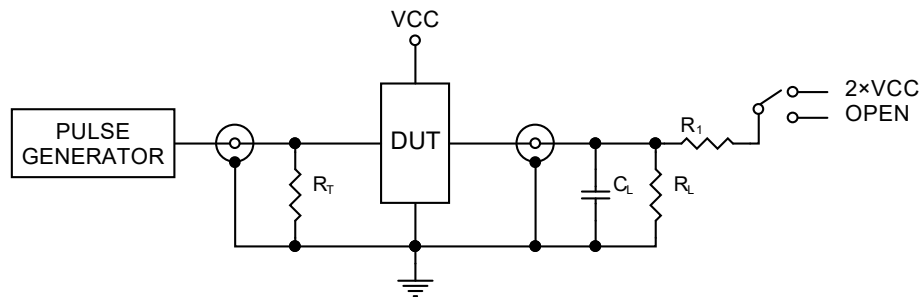 VCC
2×VCC
OPEN
PULSE
GENERATOR
DUT
R1
RT
CL
RL